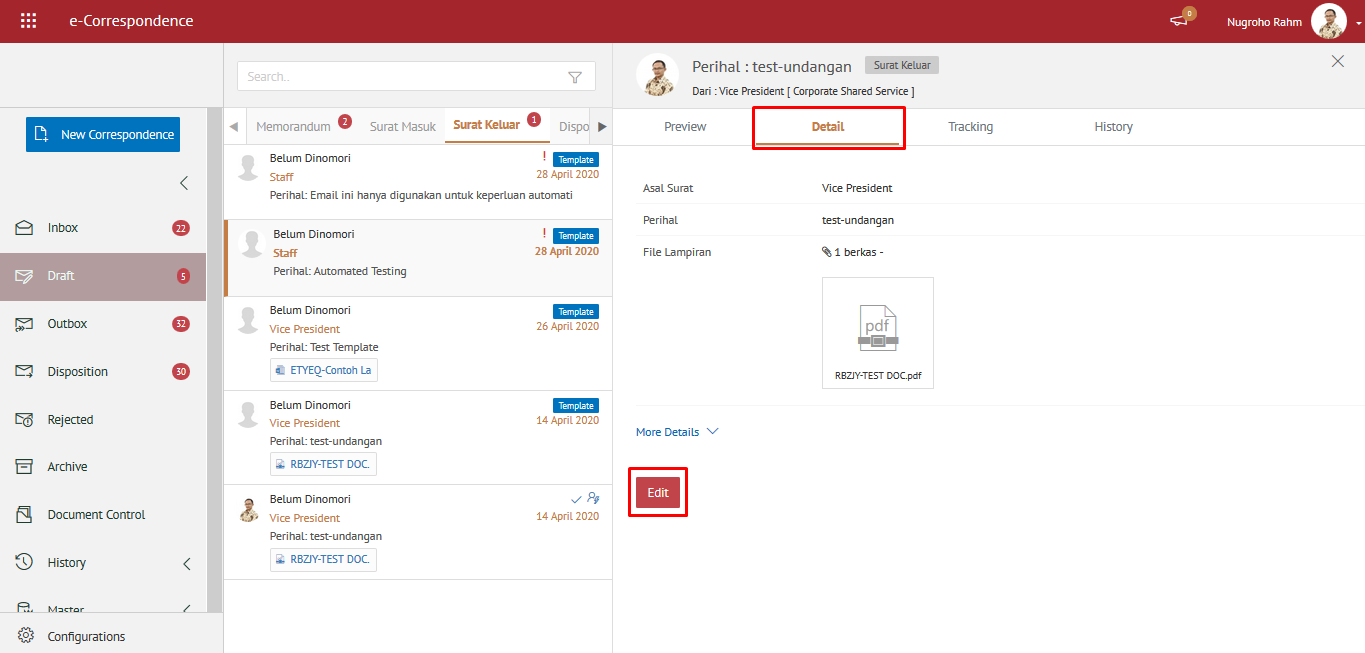 e-Correspondence
0
Nugroho Rahm
New Correspondence
Inbox 22
Draft 5
Outbox 32
Disposition 30
Rejected
Archive
Document Control
History
Master
Configurations
Search..
Memorandum 2 Surat Masuk Surat Keluar 1 Dispo
Belum Dinomori ! Template
Staff 28 April 2020
Perihal: Email ini hanya digunakan untuk keperluan automati
Belum Dinomori ! Template
Staff 28 April 2020
Perihal: Automated Testing
Belum Dinomori Template
Vice President 26 April 2020
Perihal: Test Template
ETYEQ-Contoh La
Belum Dinomori Template
Vice President 14 April 2020
Perihal: test-undangan
RBZJY-TEST DOC.
Belum Dinomori
Vice President 14 April 2020
Perihal: test-undangan
RBZJY-TEST DOC.
Perihal : test-undangan Surat Keluar
Dari : Vice President [ Corporate Shared Service ]
Preview Detail Tracking History
Asal Surat Vice President
Perihal test-undangan
File Lampiran 1 berkas -
pdf
RBZJY-TEST DOC.pdf
More Details
Edit